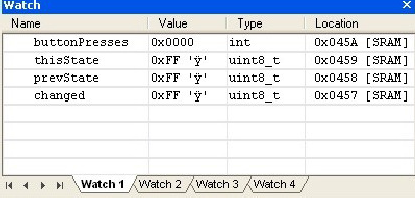 Watch
Name Value Type Location
buttonPresses 0x0000 int 0x045A [SRAM]
thisState 0xFF 'ÿ' uint8_t 0x0459 [SRAM]
prevState 0xFF 'ÿ' uint8_t 0x0458 [SRAM]
changed 0xFF 'ÿ' uint8_t 0x0457 [SRAM]
Watch 1 Watch 2 Watch 3 Watch 4